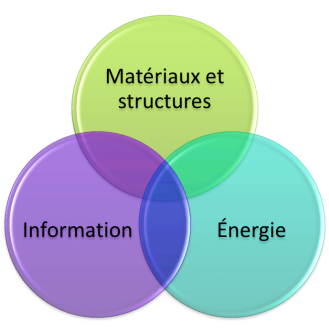 Matériaux et
structures
Information
Énergie